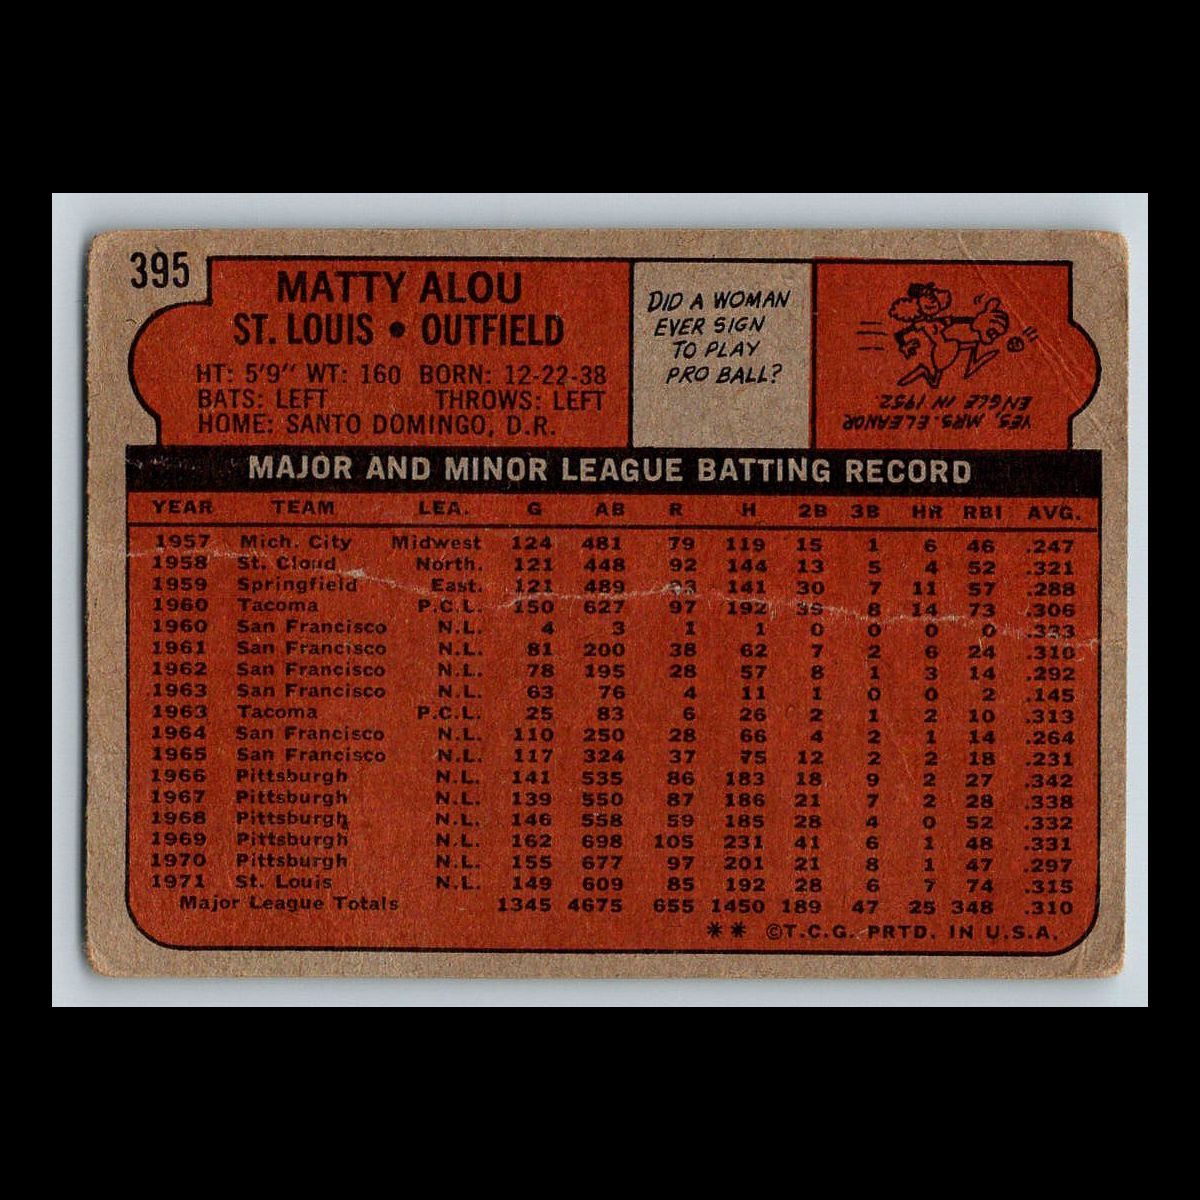 395
MATTY ALOU
ST. LOUIS • OUTFIELD
HT: 5'9" WT: 160 BORN: 12-22-38
BATS: LEFT THROWS: LEFT
HOME: SANTO DOMINGO, D.R.
DID A WOMAN
EVER SIGN
TO PLAY
PRO BALL?
YES, MRS. ELEANOR
ENGLE IN 1952.
MAJOR AND MINOR LEAGUE BATTING RECORD
YEAR TEAM LEA. G AB R H 2B 3B HR RBI AVG.
1957 Mich. City Midwest 124 481 79 119 15 1 6 46 .247
1958 St. Cloud North. 121 448 92 144 13 5 4 52 .321
1959 Springfield East. 121 489 93 141 30 7 11 57 .288
1960 Tacoma P.C.L. 150 627 97 192 39 8 14 73 .306
1960 San Francisco N.L. 4 3 1 1 0 0 0 0 .333
1961 San Francisco N.L. 81 200 38 62 7 2 6 24 .310
1962 San Francisco N.L. 78 195 28 57 8 1 3 14 .292
1963 San Francisco N.L. 63 76 4 11 1 0 0 2 .145
1963 Tacoma P.C.L. 25 83 6 26 2 1 2 10 .313
1964 San Francisco N.L. 110 250 28 66 4 2 1 14 .264
1965 San Francisco N.L. 117 324 37 75 12 2 2 18 .231
1966 Pittsburgh N.L. 141 535 86 183 18 9 2 27 .342
1967 Pittsburgh N.L. 139 550 87 186 21 7 2 28 .338
1968 Pittsburgh N.L. 146 558 59 185 28 4 0 52 .332
1969 Pittsburgh N.L. 162 698 105 231 41 6 1 48 .331
1970 Pittsburgh N.L. 155 677 97 201 21 8 1 47 .297
1971 St. Louis N.L. 149 609 85 192 28 6 7 74 .315
Major League Totals 1345 4675 655 1450 189 47 25 348 .310
** ©T.C.G. PRTD. IN U.S.A.